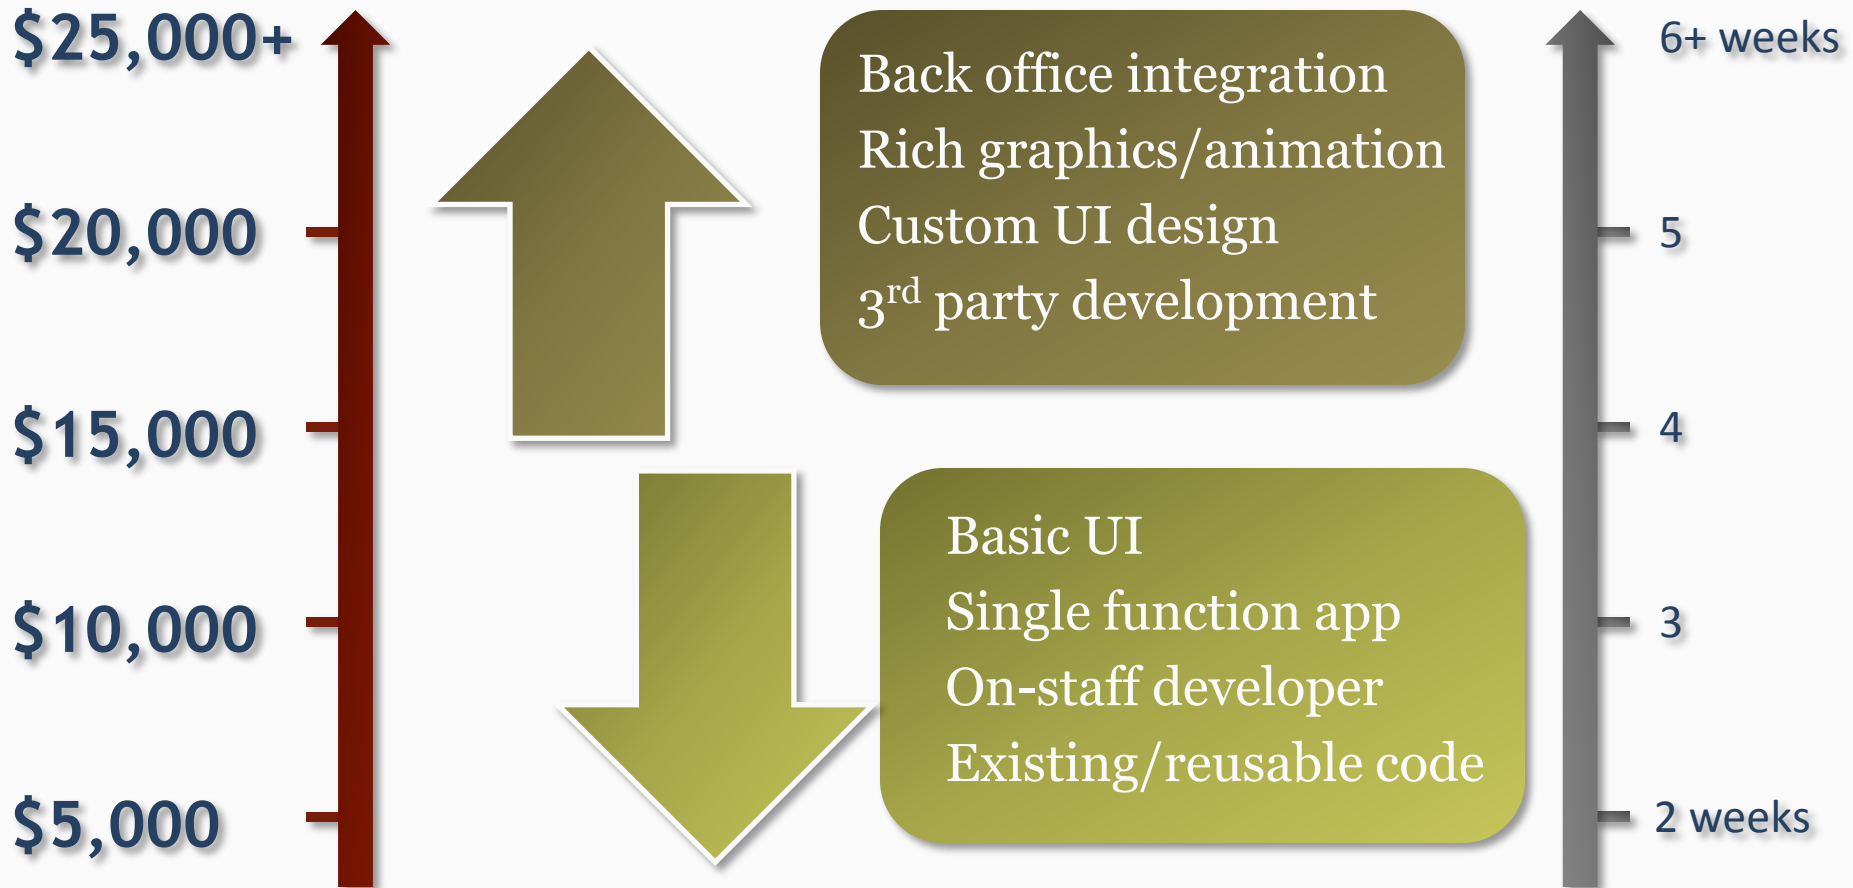 $25,000+
$20,000
$15,000
$10,000
$5,000
Back office integration
Rich graphics/animation
Custom UI design
3rd party development
Basic UI
Single function app
On-staff developer
Existing/reusable code
6+ weeks
5
4
3
2 weeks